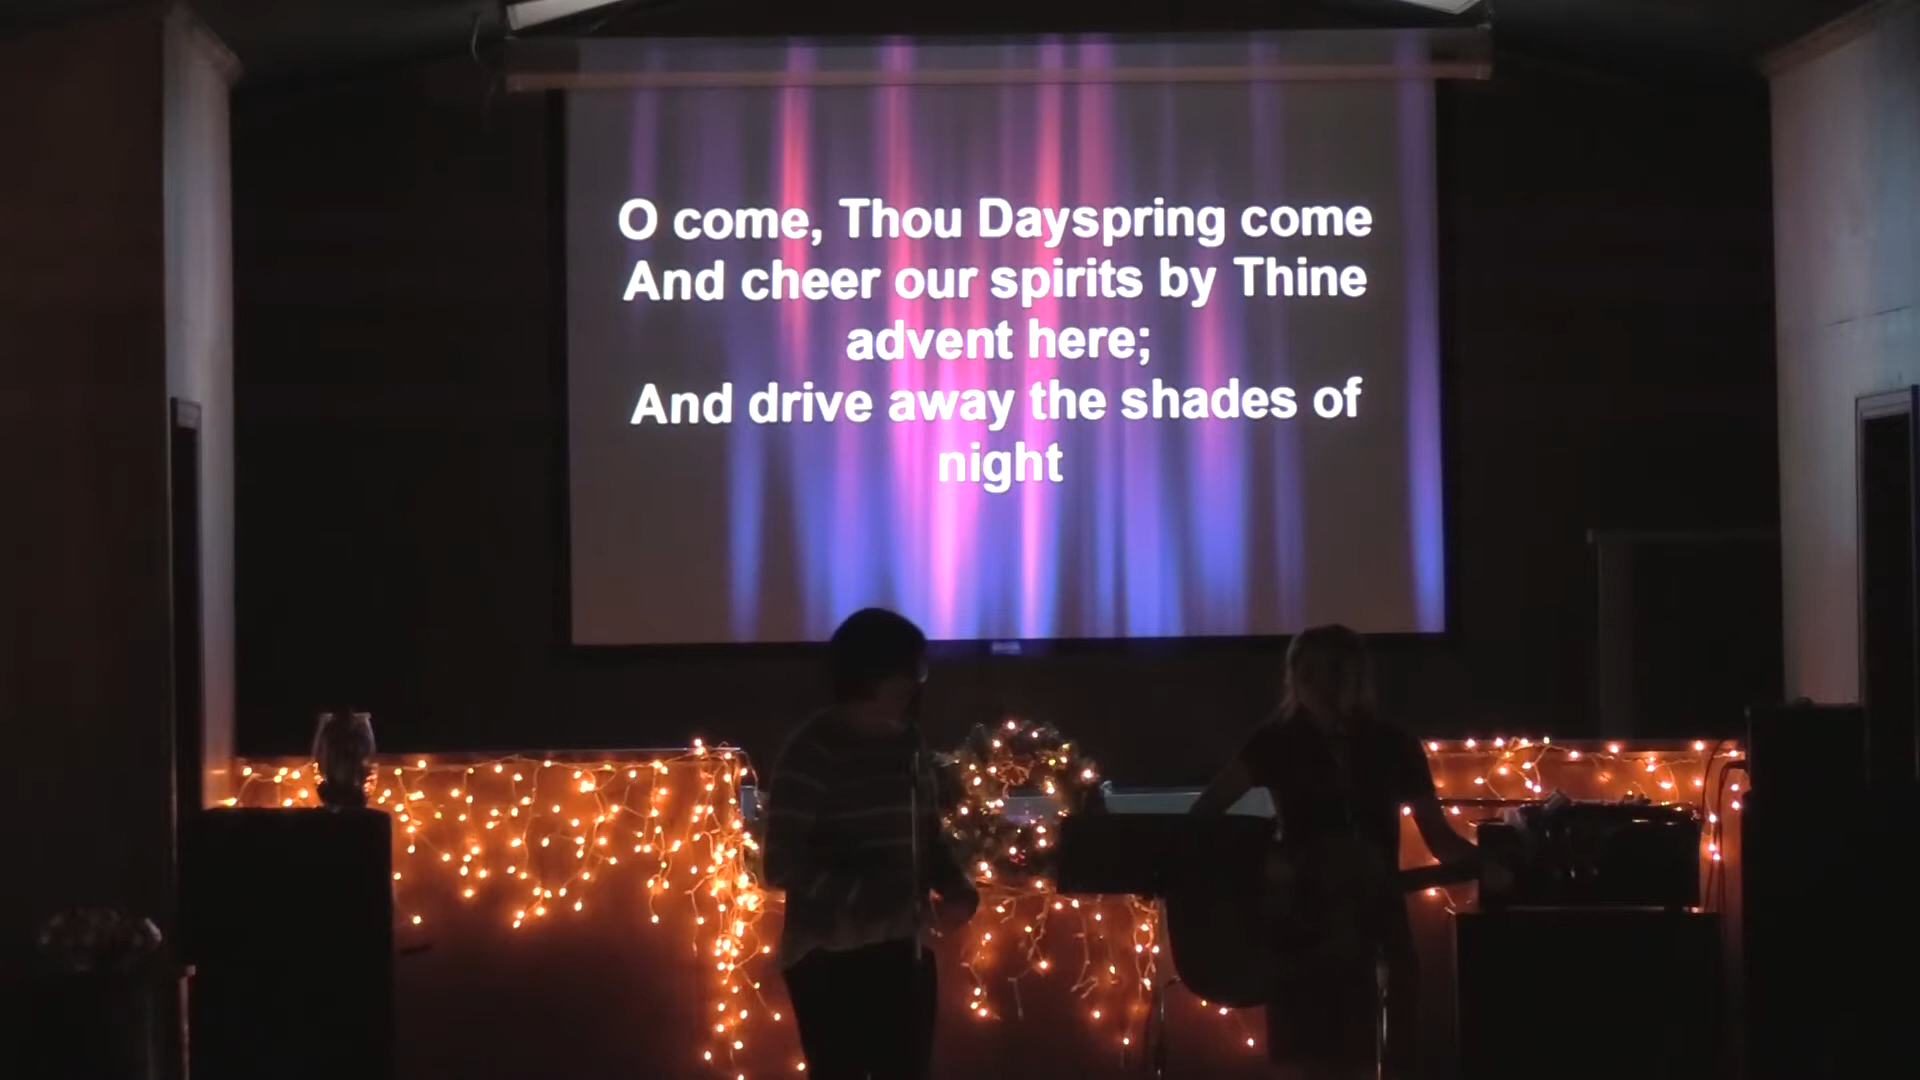 O come, Thou Dayspring come
And cheer our spirits by Thine
advent here;
And drive away the shades of
night